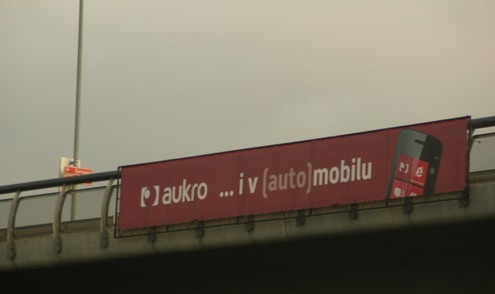 aukro ... i v (auto)mobilu